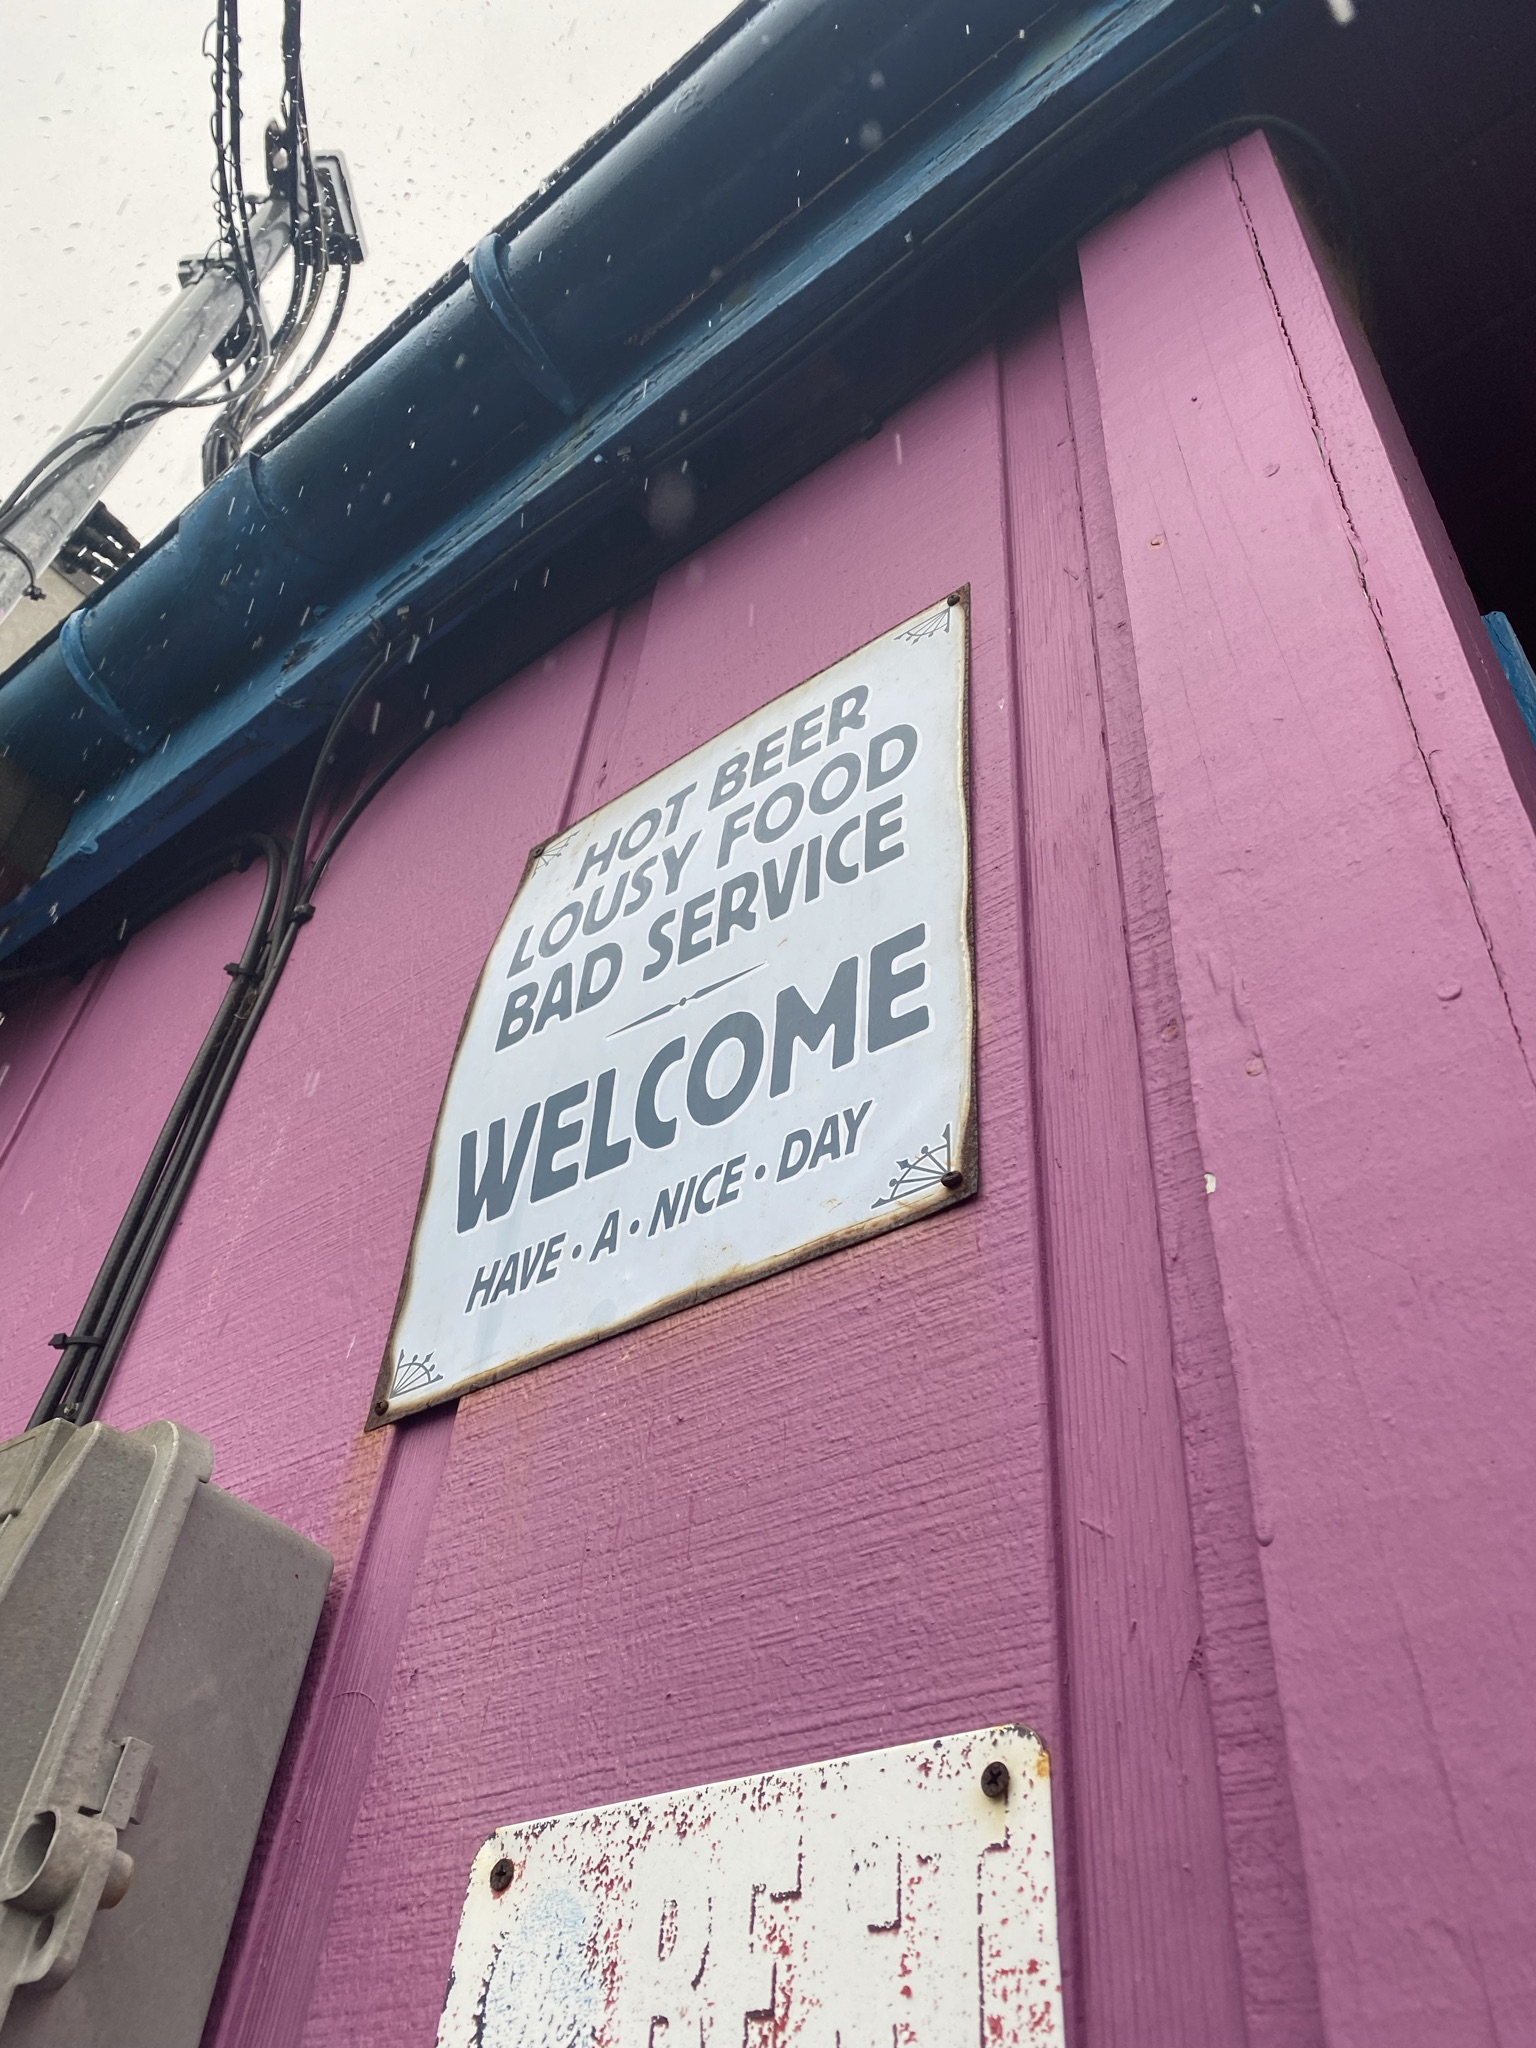 HOT BEER
LOUSY FOOD
BAD SERVICE
WELCOME
HAVE • A • NICE • DAY